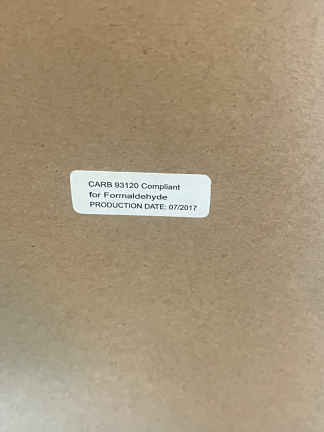 CARB 93120 Compliant
for Formaldehyde
PRODUCTION DATE: 07/2017